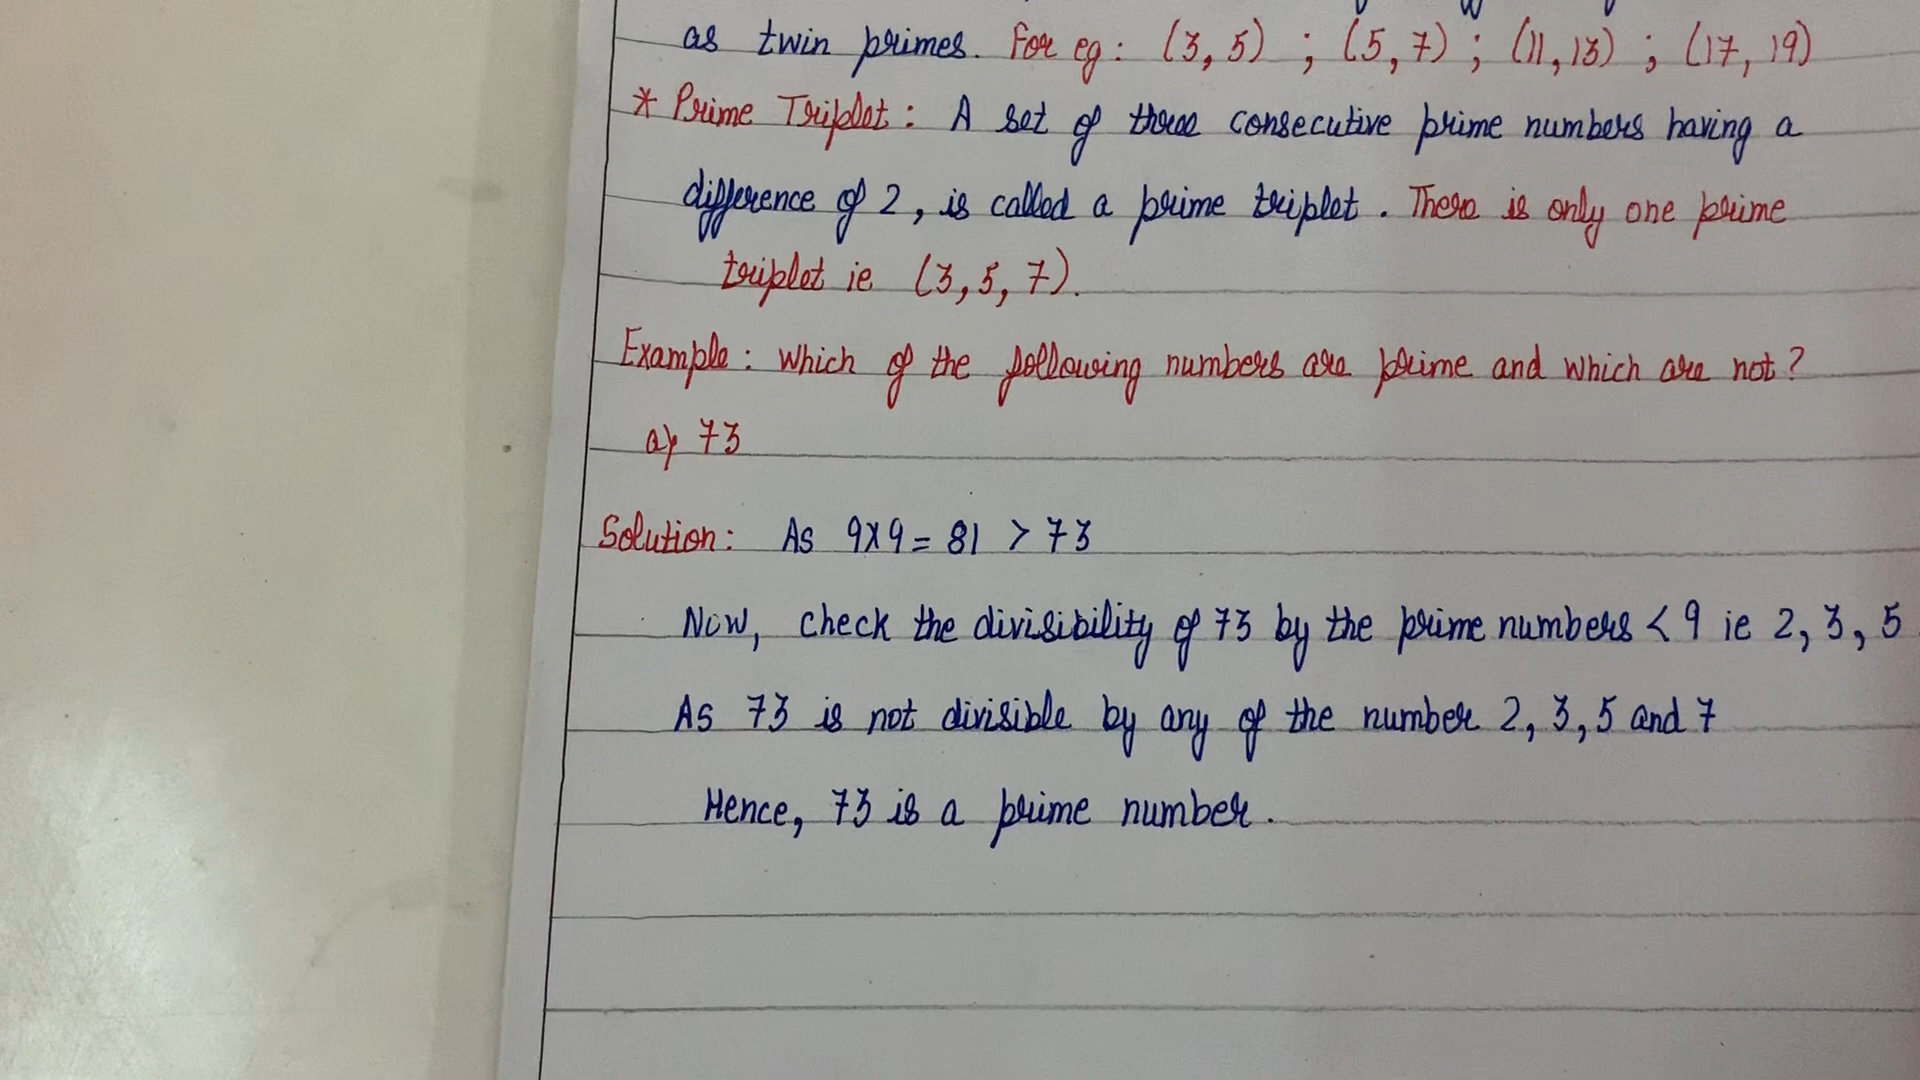 as twin primes. For eg: (3, 5) ; (5, 7) ; (11, 13) ; (17, 19)
* Prime Triplet: A set of three consecutive prime numbers having a
difference of 2, is called a prime triplet. There is only one prime
triplet ie (3, 5, 7).
Example: Which of the following numbers are prime and which are not?
a) 73
Solution: As 9x9 = 81 > 73
Now, check the divisibility of 73 by the prime numbers < 9 ie 2, 3, 5
As 73 is not divisible by any of the number 2, 3, 5 and 7
Hence, 73 is a prime number.